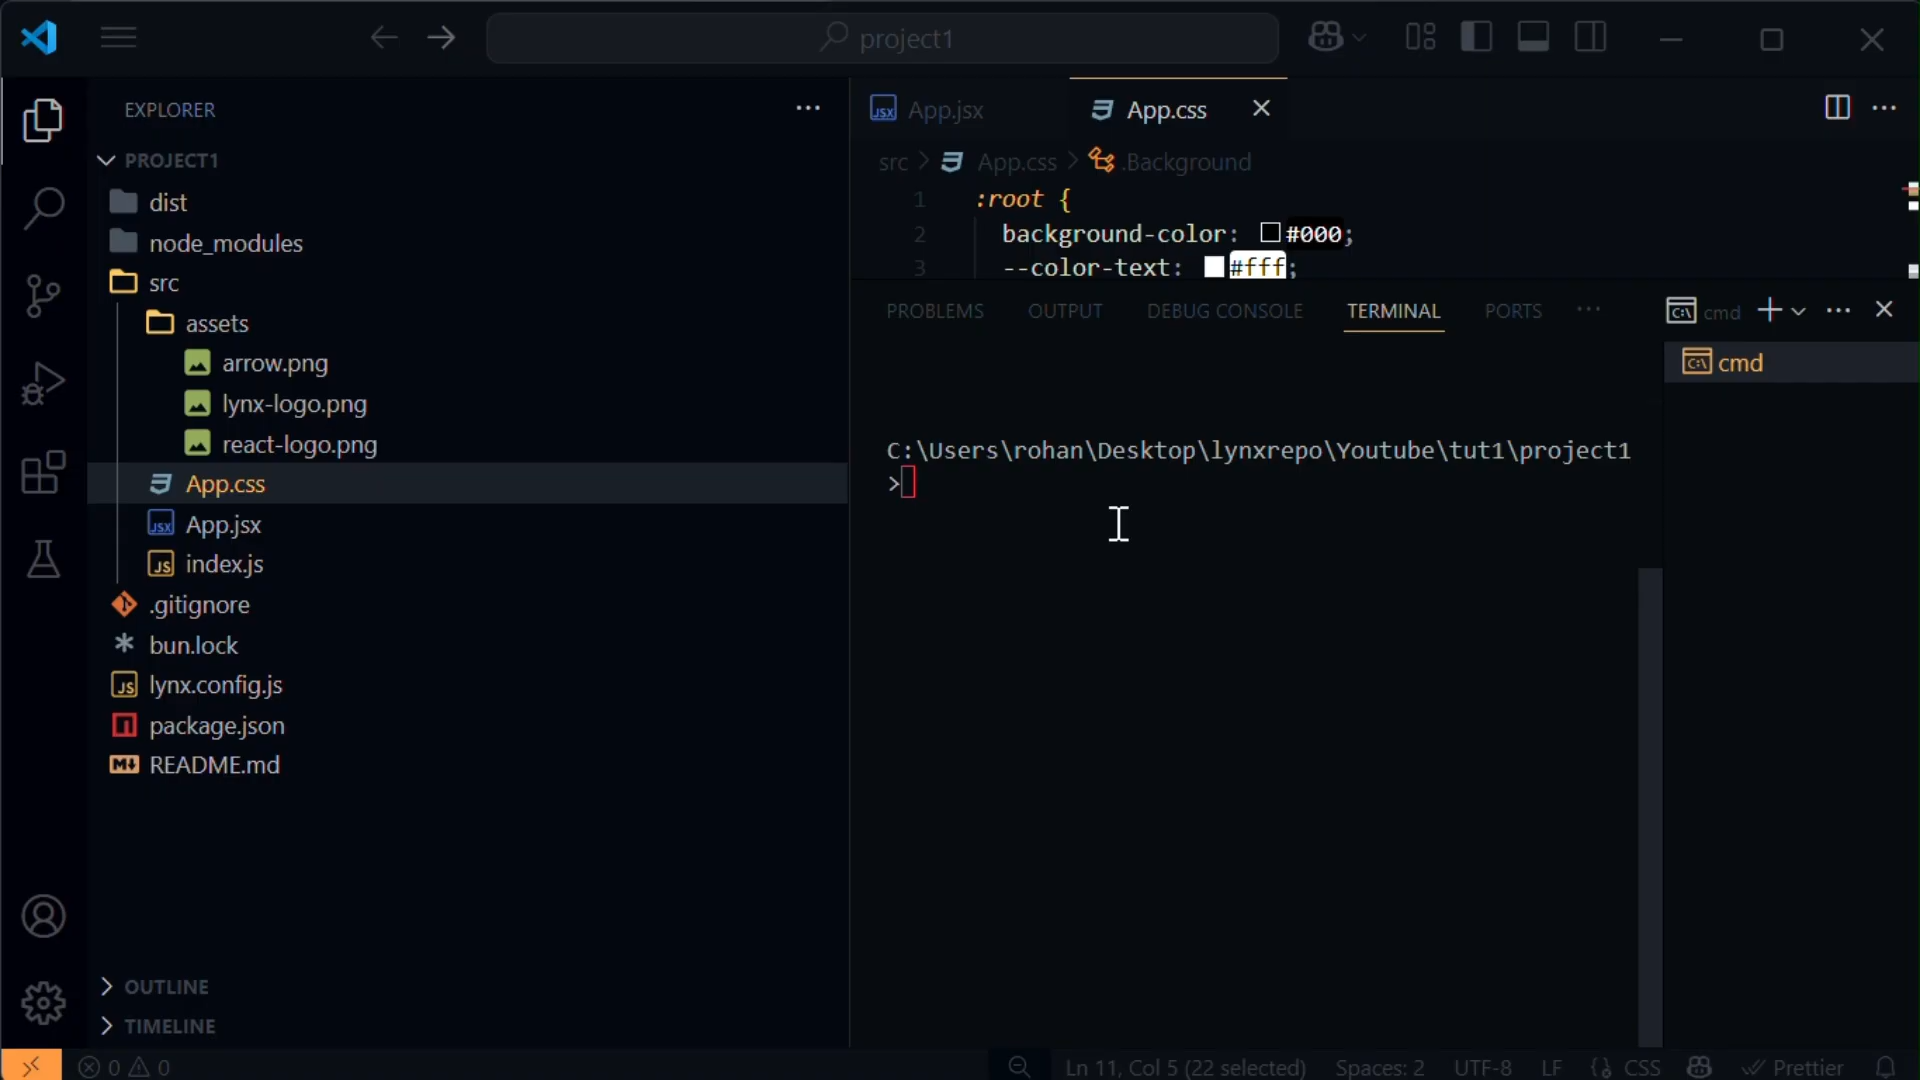 project1
EXPLORER
PROJECT1
dist
node_modules
src
assets
arrow.png
lynx-logo.png
react-logo.png
App.css
App.jsx
index.js
.gitignore
bun.lock
lynx.config.js
package.json
README.md
OUTLINE
TIMELINE
App.jsx
App.css
src > App.css > .Background
1 :root {
2 background-color: #000;
3 --color-text: #fff;
PROBLEMS OUTPUT DEBUG CONSOLE TERMINAL PORTS
cmd
cmd
C:\Users\rohan\Desktop\lynxrepo\Youtube\tut1\project1
>
0 0
Ln 11, Col 5 (22 selected) Spaces: 2 UTF-8 LF CSS Prettier